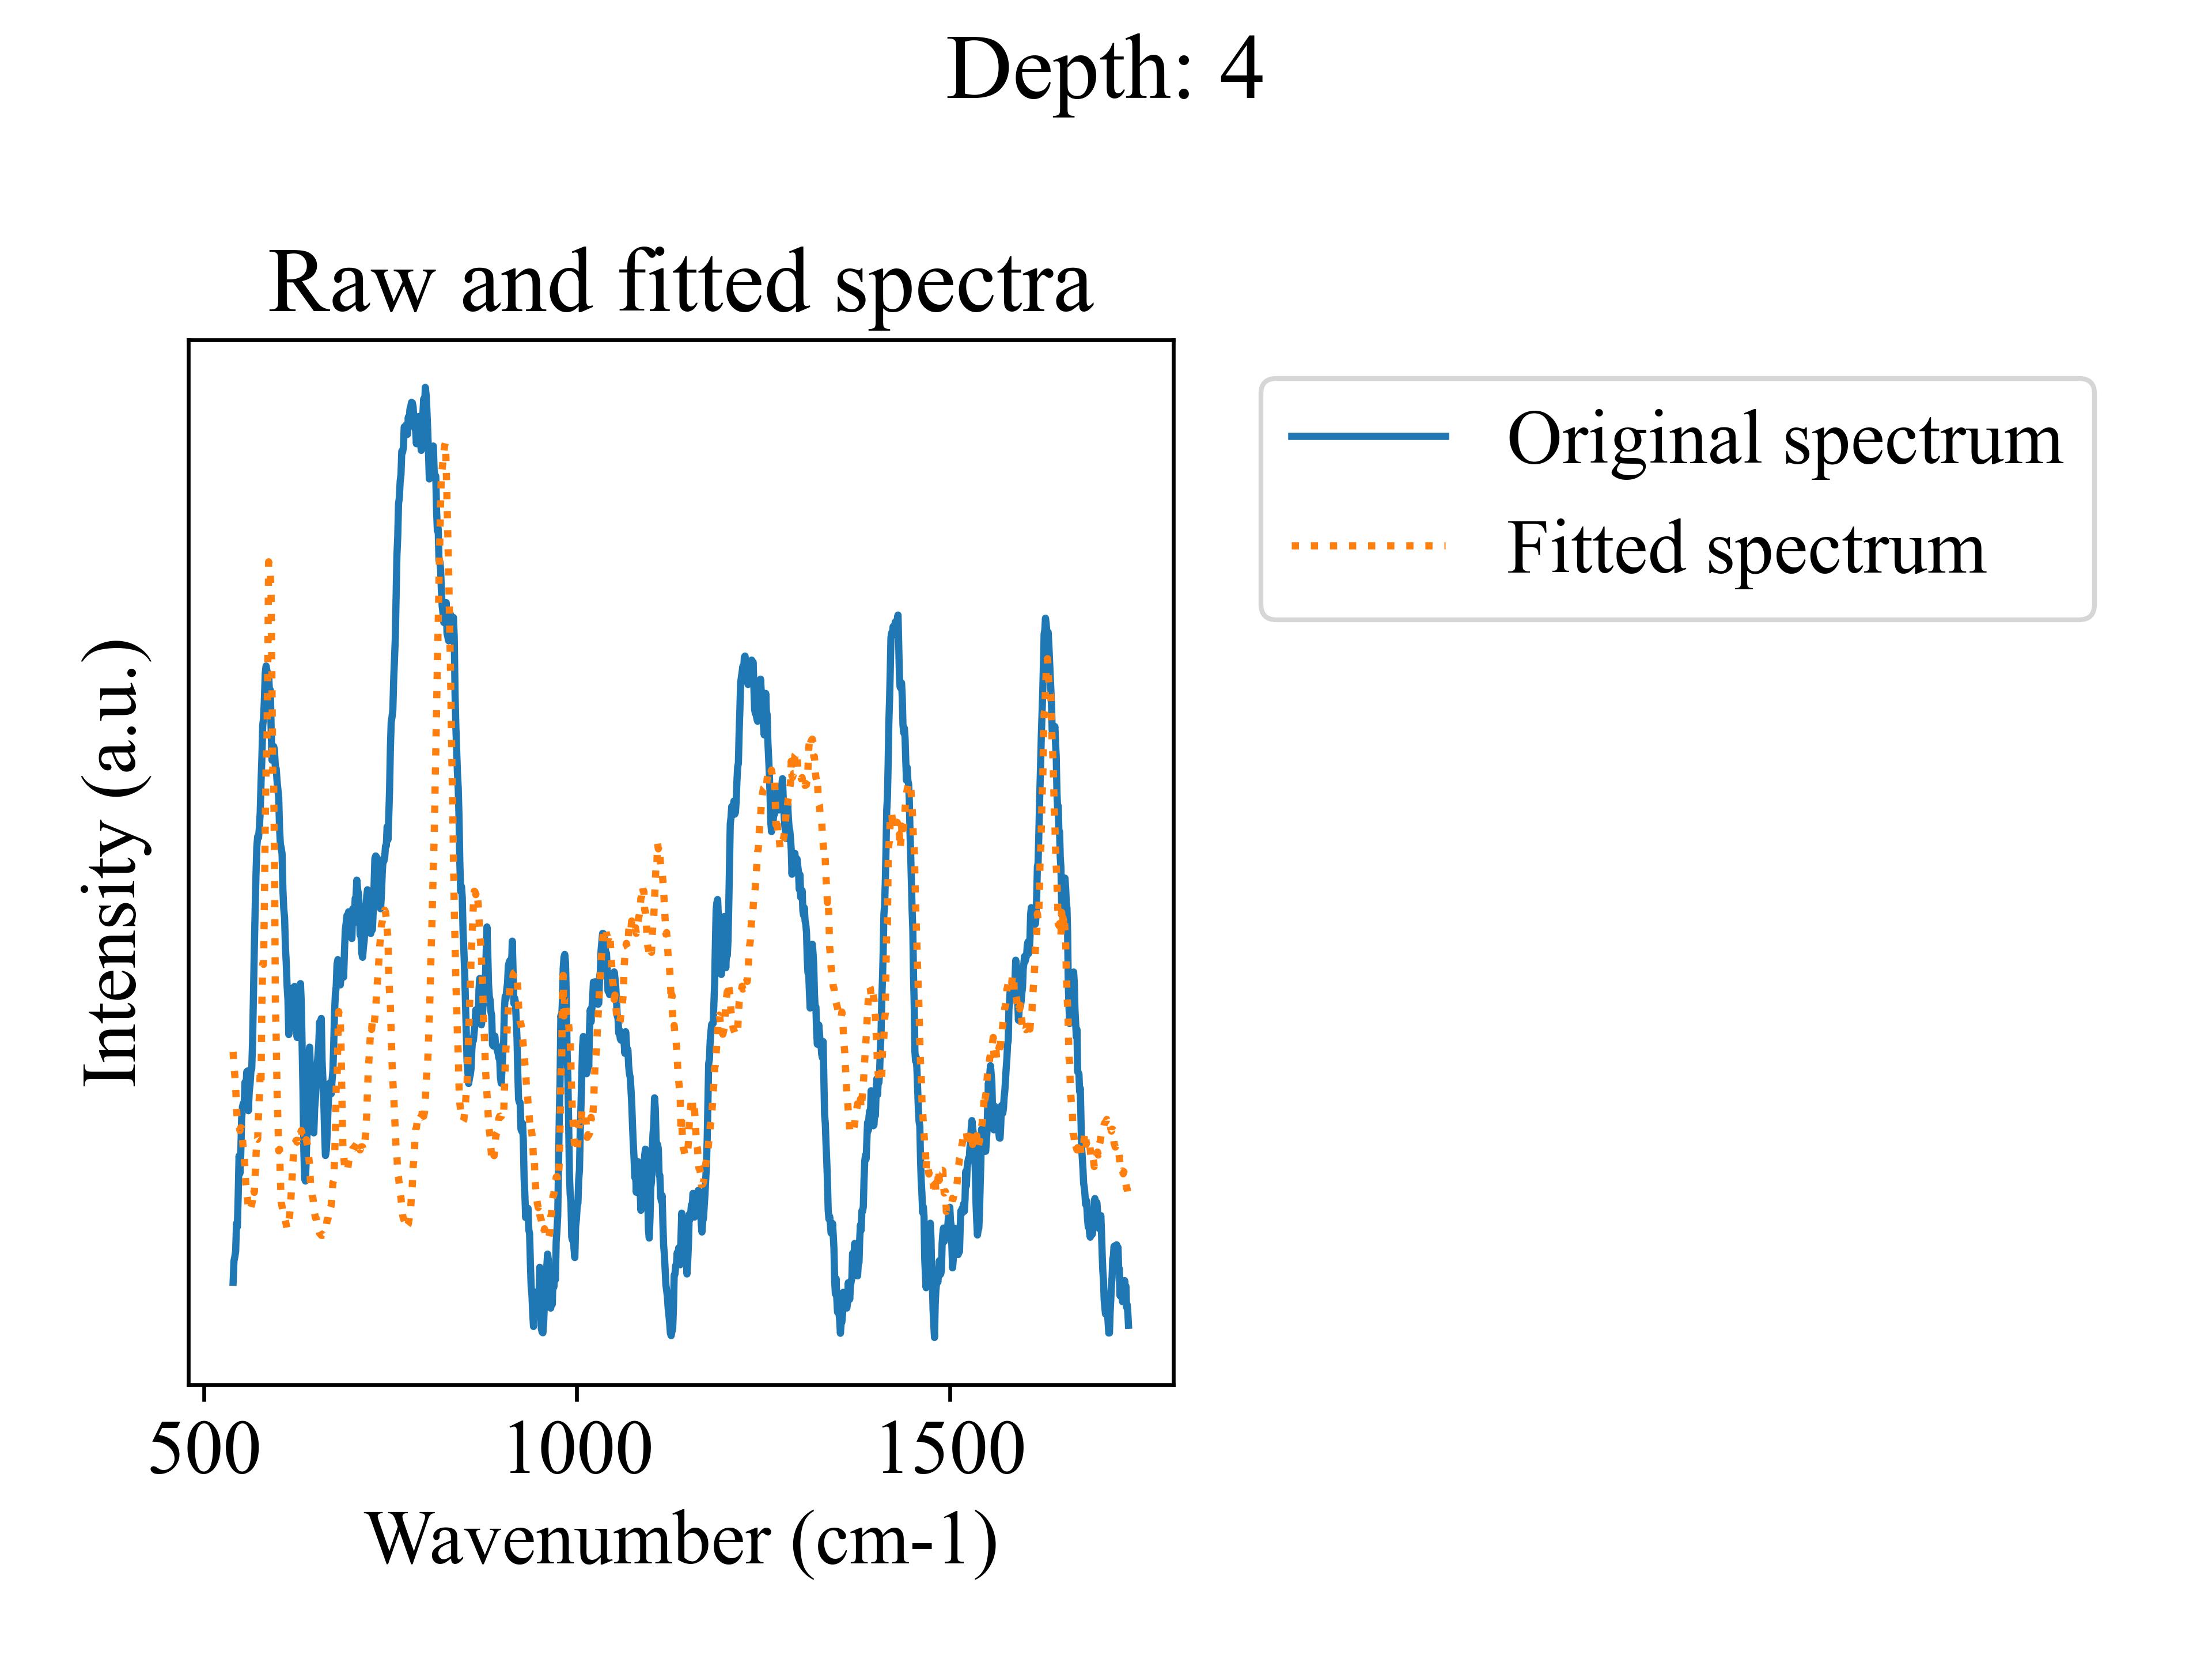 Depth: 4
Raw and fitted spectra
Original spectrum
Fitted spectrum
Intensity (a.u.)
500 1000 1500
Wavenumber (cm-1)